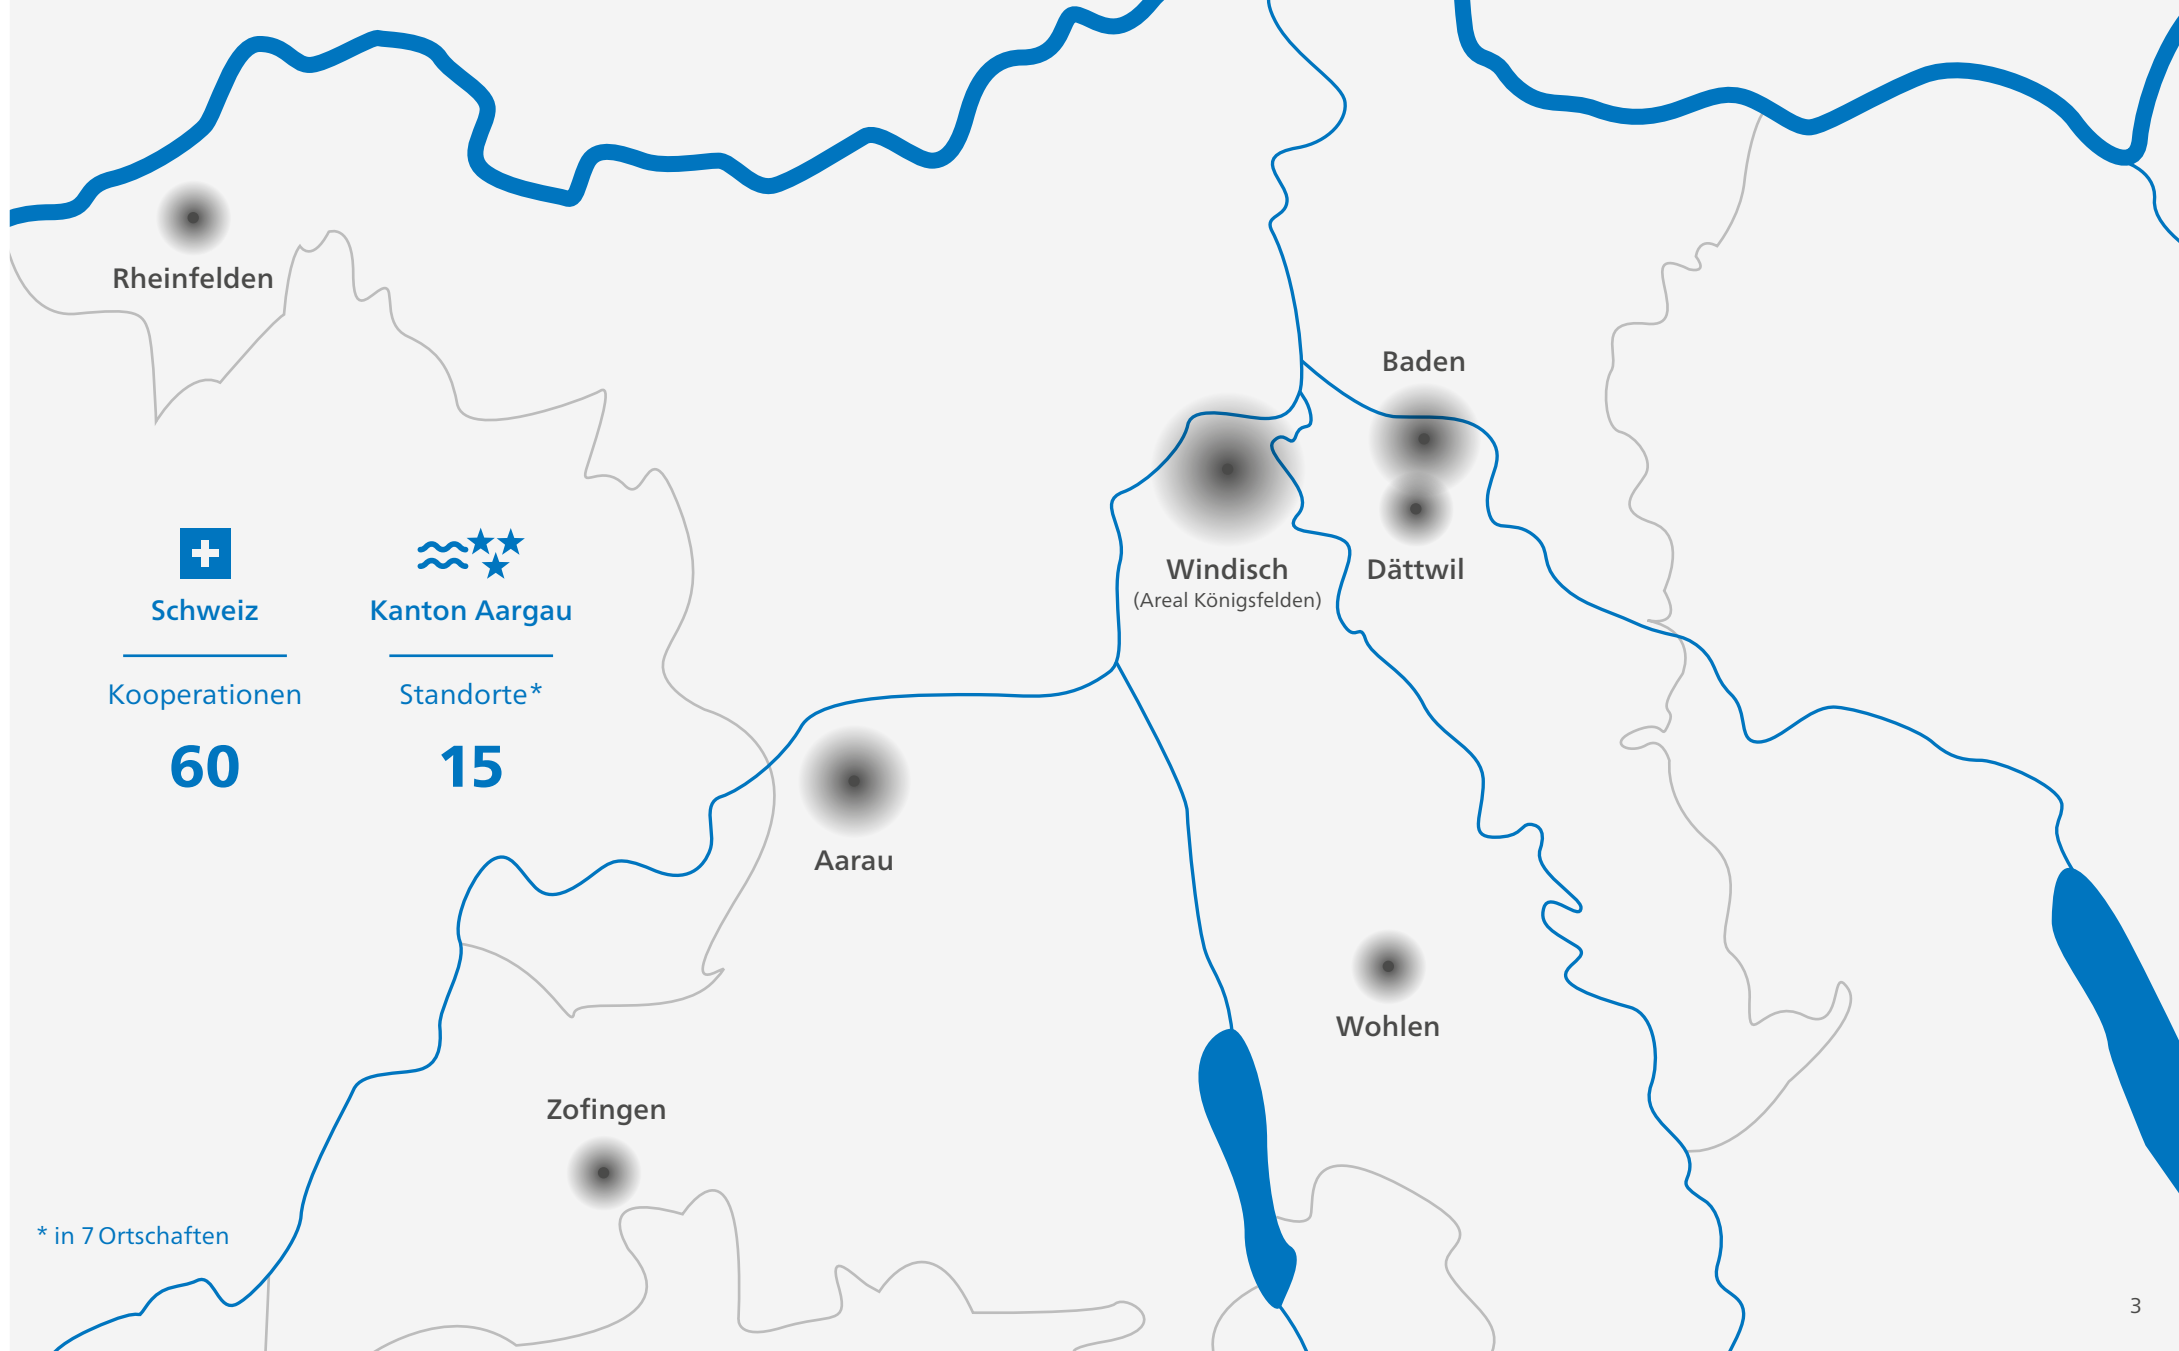 Rheinfelden
Baden
Windisch
(Areal Königsfelden)
Dättwil
Schweiz
Kooperationen
60
Kanton Aargau
Standorte*
15
Aarau
Wohlen
Zofingen
* in 7 Ortschaften
3